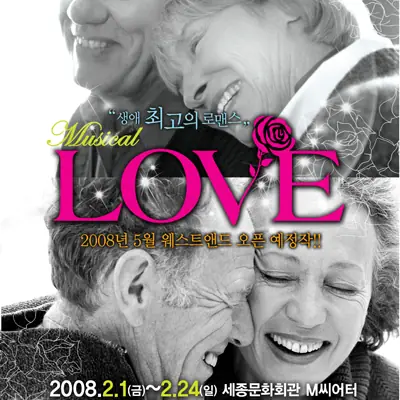 "생애 최고의 로맨스"
Musical
LOVE
2008년 5월 웨스트앤드 오픈 예정작!!
2008.2.1(금)~2.24(일) 세종문화회관 M씨어터